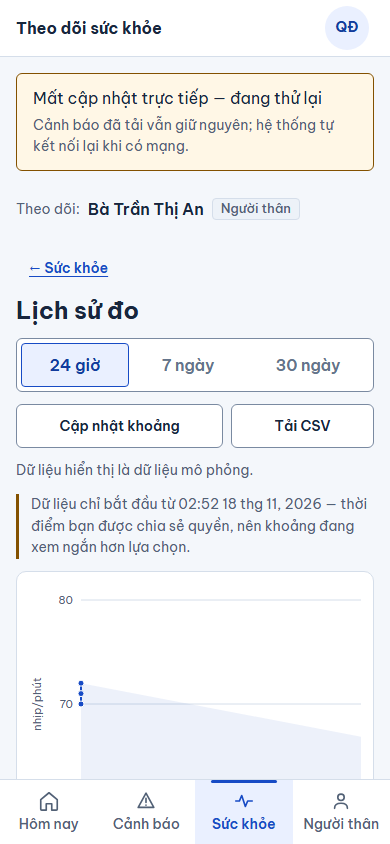 Theo dõi sức khỏe
QĐ
Mất cập nhật trực tiếp — đang thử lại
Cảnh báo đã tải vẫn giữ nguyên; hệ thống tự
kết nối lại khi có mạng.
Theo dõi: Bà Trần Thị An Người thân
← Sức khỏe
Lịch sử đo
24 giờ 7 ngày 30 ngày
Cập nhật khoảng Tải CSV
Dữ liệu hiển thị là dữ liệu mô phỏng.
Dữ liệu chỉ bắt đầu từ 02:52 18 thg 11, 2026 — thời
điểm bạn được chia sẻ quyền, nên khoảng đang
xem ngắn hơn lựa chọn.
80
nhịp/phút
70
Hôm nay Cảnh báo Sức khỏe Người thân